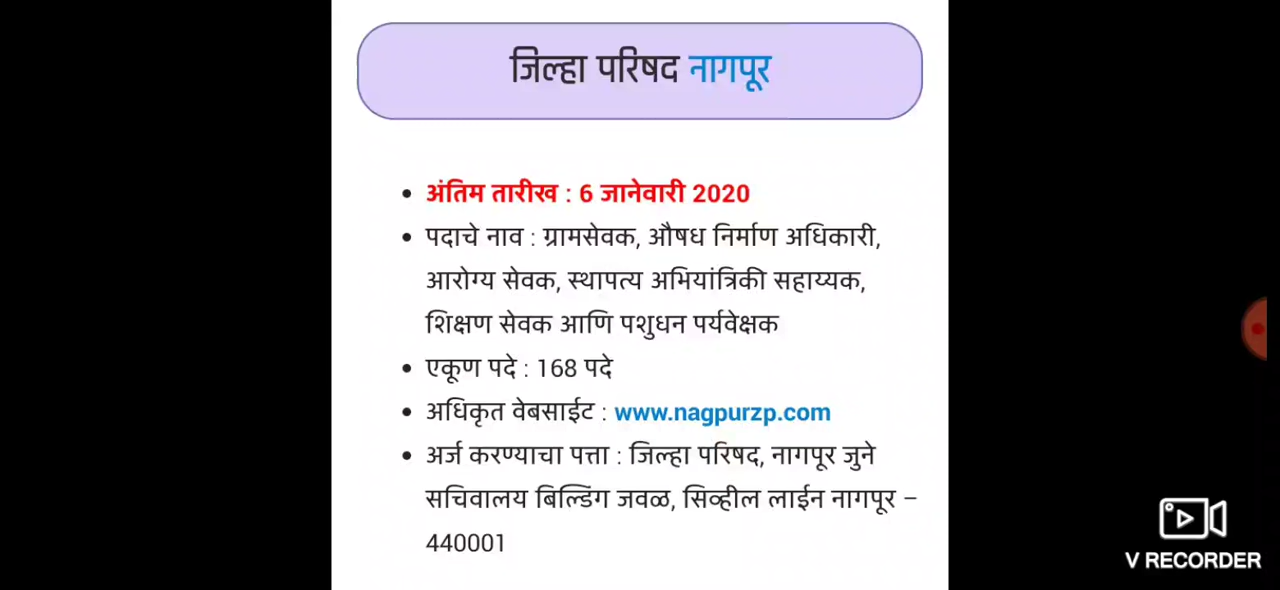 जिल्हा परिषद नागपूर
• अंतिम तारीख : 6 जानेवारी 2020
• पदाचे नाव : ग्रामसेवक, औषध निर्माण अधिकारी,
आरोग्य सेवक, स्थापत्य अभियांत्रिकी सहाय्यक,
शिक्षण सेवक आणि पशुधन पर्यवेक्षक
• एकूण पदे : 168 पदे
• अधिकृत वेबसाईट : www.nagpurzp.com
• अर्ज करण्याचा पत्ता : जिल्हा परिषद, नागपूर जुने
सचिवालय बिल्डिंग जवळ, सिव्हील लाईन नागपूर –
440001
V RECORDER